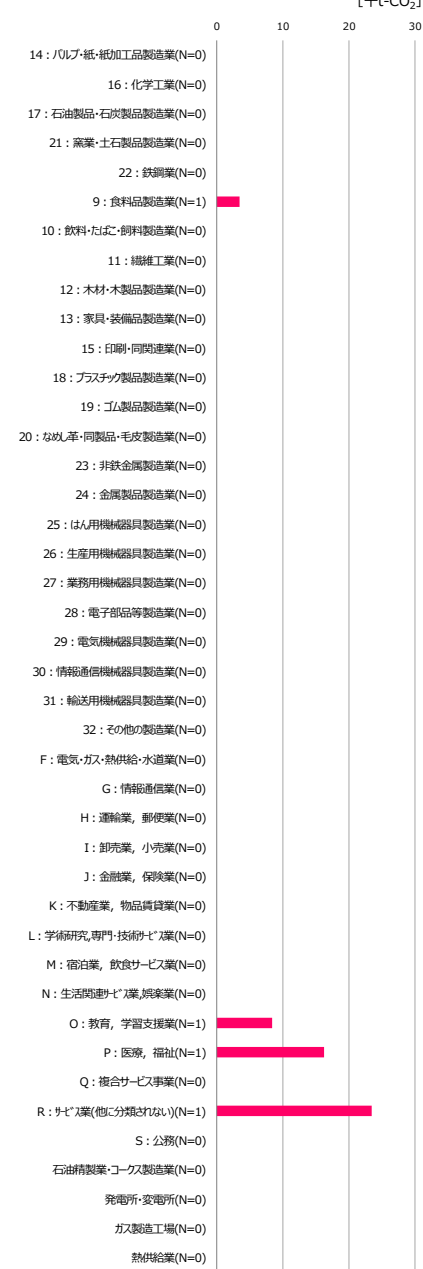 [千t-CO₂]
0 10 20 30
14：パルプ・紙・紙加工品製造業(N=0)
16：化学工業(N=0)
17：石油製品・石炭製品製造業(N=0)
21：窯業・土石製品製造業(N=0)
22：鉄鋼業(N=0)
9：食料品製造業(N=1)
10：飲料・たばこ・飼料製造業(N=0)
11：繊維工業(N=0)
12：木材・木製品製造業(N=0)
13：家具・装備品製造業(N=0)
15：印刷・同関連業(N=0)
18：プラスチック製品製造業(N=0)
19：ゴム製品製造業(N=0)
20：なめし革・同製品・毛皮製造業(N=0)
23：非鉄金属製造業(N=0)
24：金属製品製造業(N=0)
25：はん用機械器具製造業(N=0)
26：生産用機械器具製造業(N=0)
27：業務用機械器具製造業(N=0)
28：電子部品等製造業(N=0)
29：電気機械器具製造業(N=0)
30：情報通信機械器具製造業(N=0)
31：輸送用機械器具製造業(N=0)
32：その他の製造業(N=0)
F：電気・ガス・熱供給・水道業(N=0)
G：情報通信業(N=0)
H：運輸業，郵便業(N=0)
I：卸売業，小売業(N=0)
J：金融業，保険業(N=0)
K：不動産業，物品賃貸業(N=0)
L：学術研究,専門・技術ｻｰﾋﾞｽ業(N=0)
M：宿泊業，飲食サービス業(N=0)
N：生活関連ｻｰﾋﾞｽ業,娯楽業(N=0)
O：教育，学習支援業(N=1)
P：医療，福祉(N=1)
Q：複合サービス事業(N=0)
R：ｻｰﾋﾞｽ業(他に分類されない)(N=1)
S：公務(N=0)
石油精製業・コークス製造業(N=0)
発電所・変電所(N=0)
ガス製造工場(N=0)
熱供給業(N=0)